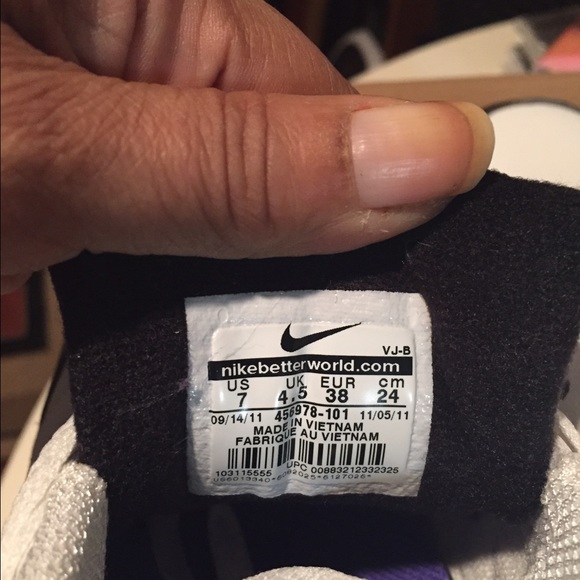 VJ-B
nikebetterworld.com
US UK EUR cm
7 4.5 38 24
09/14/11 456978-101 11/05/11
MADE IN VIETNAM
FABRIQUE AU VIETNAM
103115555 UPC 00883212332325